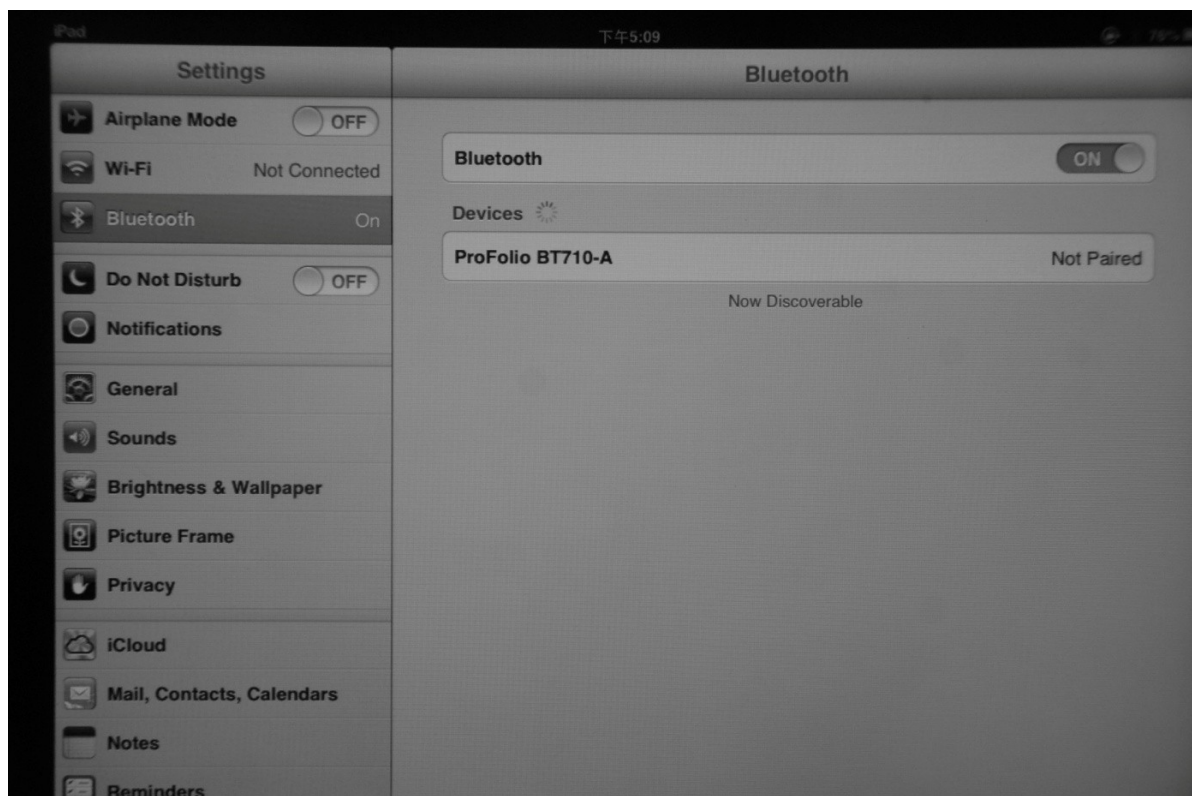 iPad
下午5:09
76%
Settings
Airplane Mode
OFF
Wi-Fi
Not Connected
Bluetooth
On
Do Not Disturb
OFF
Notifications
General
Sounds
Brightness & Wallpaper
Picture Frame
Privacy
iCloud
Mail, Contacts, Calendars
Notes
Reminders
Bluetooth
Bluetooth
ON
Devices
ProFolio BT710-A
Not Paired
Now Discoverable